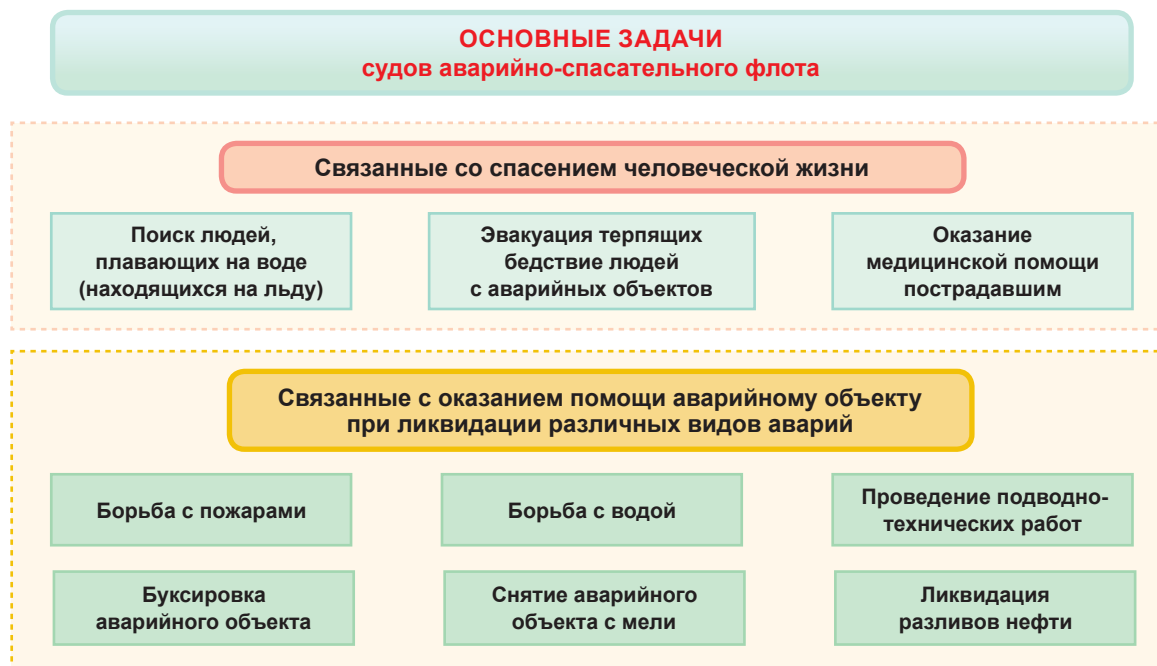 ОСНОВНЫЕ ЗАДАЧИ
судов аварийно-спасательного флота
Связанные со спасением человеческой жизни
Поиск людей,
плавающих на воде
(находящихся на льду)
Эвакуация терпящих
бедствие людей
с аварийных объектов
Оказание
медицинской помощи
пострадавшим
Связанные с оказанием помощи аварийному объекту
при ликвидации различных видов аварий
Борьба с пожарами
Борьба с водой
Проведение подводно-
технических работ
Буксировка
аварийного объекта
Снятие аварийного
объекта с мели
Ликвидация
разливов нефти